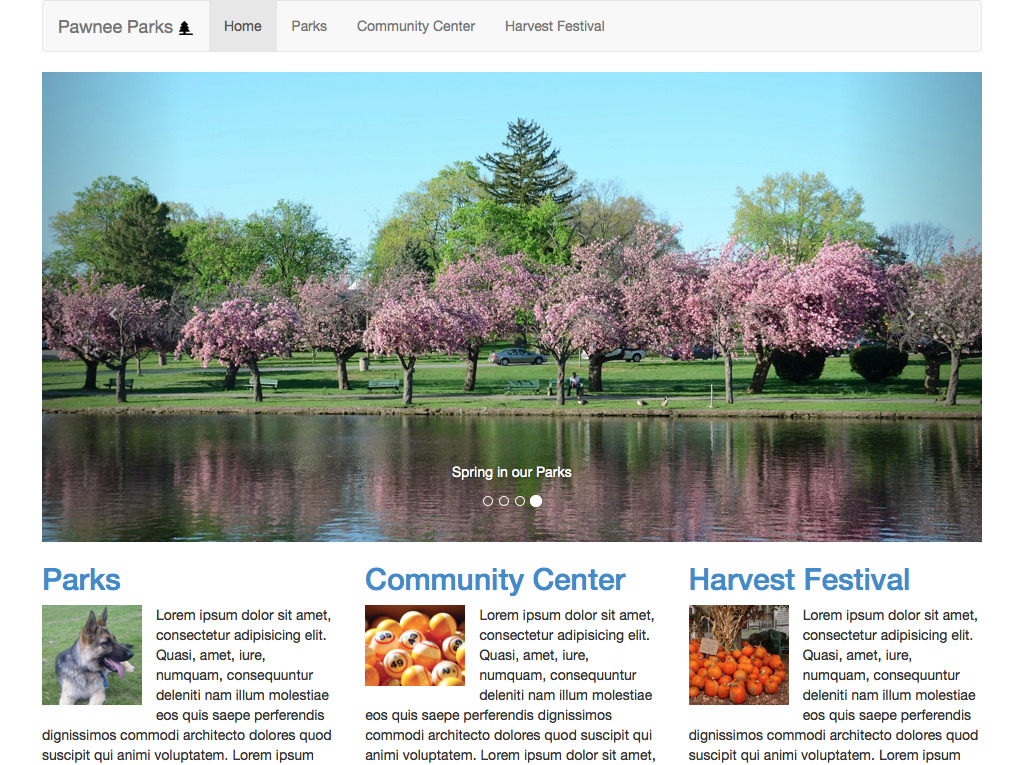 Pawnee Parks
Home
Parks
Community Center
Harvest Festival
Spring in our Parks
Parks
Lorem ipsum dolor sit amet,
consectetur adipisicing elit.
Quasi, amet, iure,
numquam, consequuntur
deleniti nam illum molestiae
eos quis saepe perferendis
dignissimos commodi architecto dolores quod
suscipit qui animi voluptatem. Lorem ipsum
Community Center
Lorem ipsum dolor sit amet,
consectetur adipisicing elit.
Quasi, amet, iure,
numquam, consequuntur
deleniti nam illum molestiae
eos quis saepe perferendis dignissimos
commodi architecto dolores quod suscipit qui
animi voluptatem. Lorem ipsum dolor sit amet,
49
Harvest Festival
Lorem ipsum dolor sit amet,
consectetur adipisicing elit.
Quasi, amet, iure,
numquam, consequuntur
deleniti nam illum molestiae
eos quis saepe perferendis
dignissimos commodi architecto dolores quod
suscipit qui animi voluptatem. Lorem ipsum